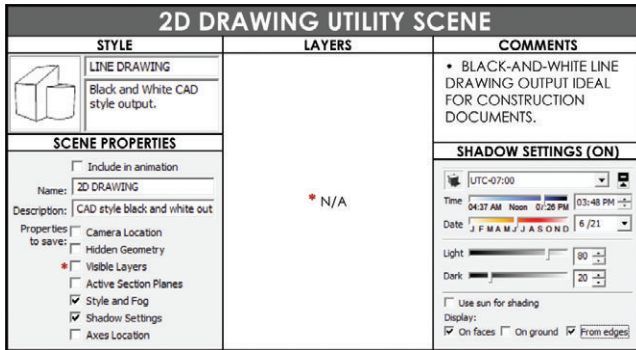 2D DRAWING UTILITY SCENE
STYLE
LINE DRAWING
Black and White CAD
style output.
SCENE PROPERTIES
Include in animation
Name: 2D DRAWING
Description: CAD style black and white out
Properties
to save:
Camera Location
Hidden Geometry
* Visible Layers
Active Section Planes
Style and Fog
Shadow Settings
Axes Location
LAYERS
* N/A
COMMENTS
• BLACK-AND-WHITE LINE
DRAWING OUTPUT IDEAL
FOR CONSTRUCTION
DOCUMENTS.
SHADOW SETTINGS (ON)
UTC-07:00
Time 04:37 AM Noon 07:26 PM 03:48 PM
Date J F M A M J J A S O N D 6 /21
Light 80
Dark 20
Use sun for shading
Display:
On faces On ground From edges